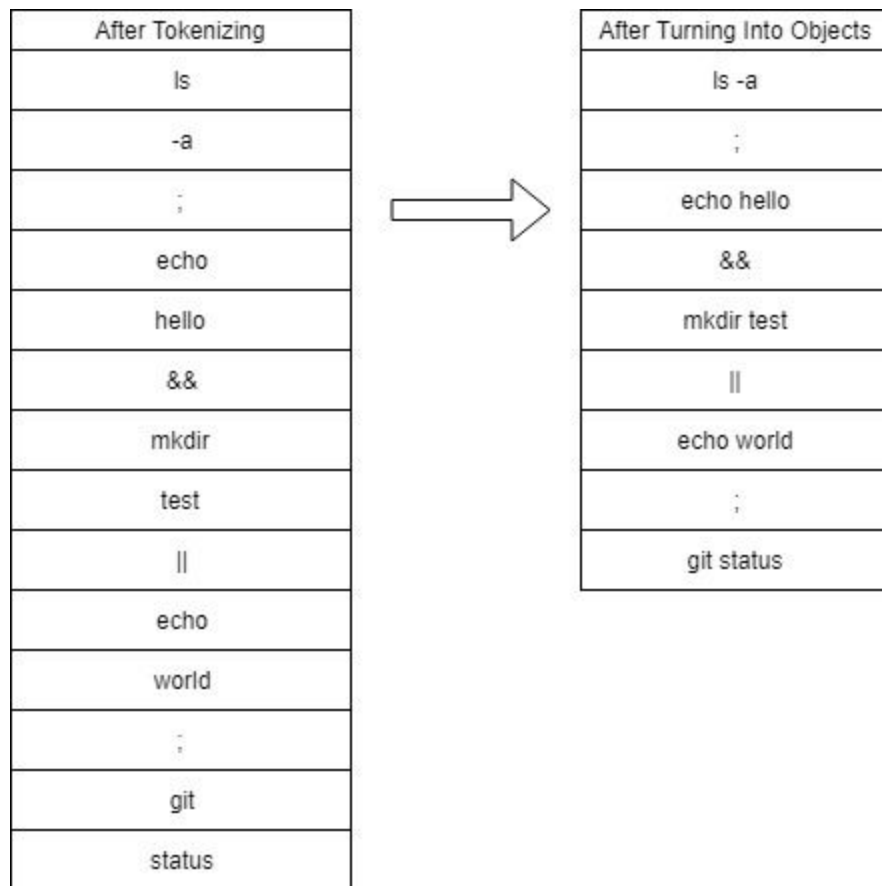 After Tokenizing
ls
-a
;
echo
hello
&&
mkdir
test
||
echo
world
;
git
status
After Turning Into Objects
ls -a
;
echo hello
&&
mkdir test
||
echo world
;
git status